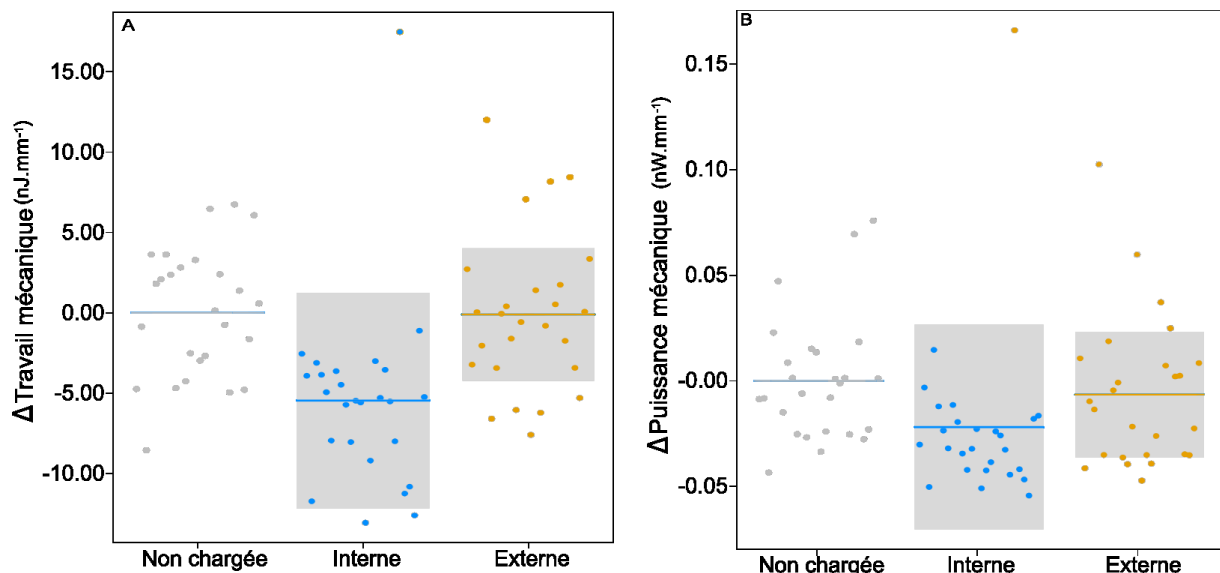 A
ΔTravail mécanique (nJ.mm⁻¹)
15.00
10.00
5.00
0.00
-5.00
-10.00
Non chargée Interne Externe
B
ΔPuissance mécanique (nW.mm⁻¹)
0.15
0.10
0.05
-0.00
-0.05
Non chargée Interne Externe